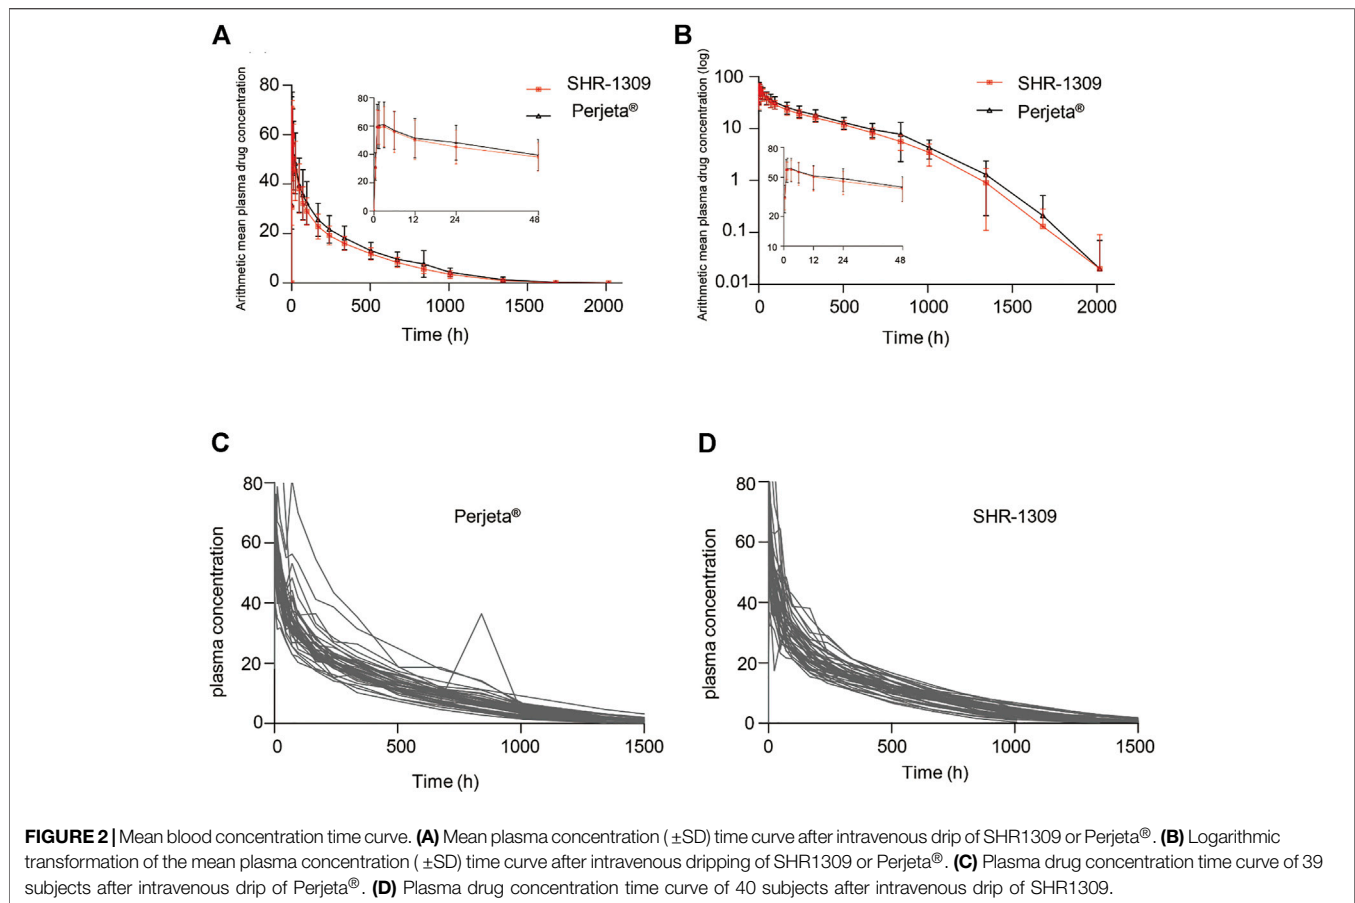 A
B
Arithmetic mean plasma drug concentration
80
60
40
20
0
0 500 1000 1500 2000
Time (h)
SHR-1309
Perjeta®
80
60
40
20
0
0 12 24 48
Arithmetic mean plasma drug concentration (log)
100
10
1
0.1
0.01
0 500 1000 1500 2000
Time (h)
SHR-1309
Perjeta®
80
50
20
10
0 12 24 48
C
D
plasma concentration
80
60
40
20
0
0 500 1000 1500
Time (h)
Perjeta®
plasma concentration
80
60
40
20
0
0 500 1000 1500
Time (h)
SHR-1309
FIGURE 2 | Mean blood concentration time curve. (A) Mean plasma concentration ( ±SD) time curve after intravenous drip of SHR1309 or Perjeta®. (B) Logarithmic
transformation of the mean plasma concentration ( ±SD) time curve after intravenous dripping of SHR1309 or Perjeta®. (C) Plasma drug concentration time curve of 39
subjects after intravenous drip of Perjeta®. (D) Plasma drug concentration time curve of 40 subjects after intravenous drip of SHR1309.